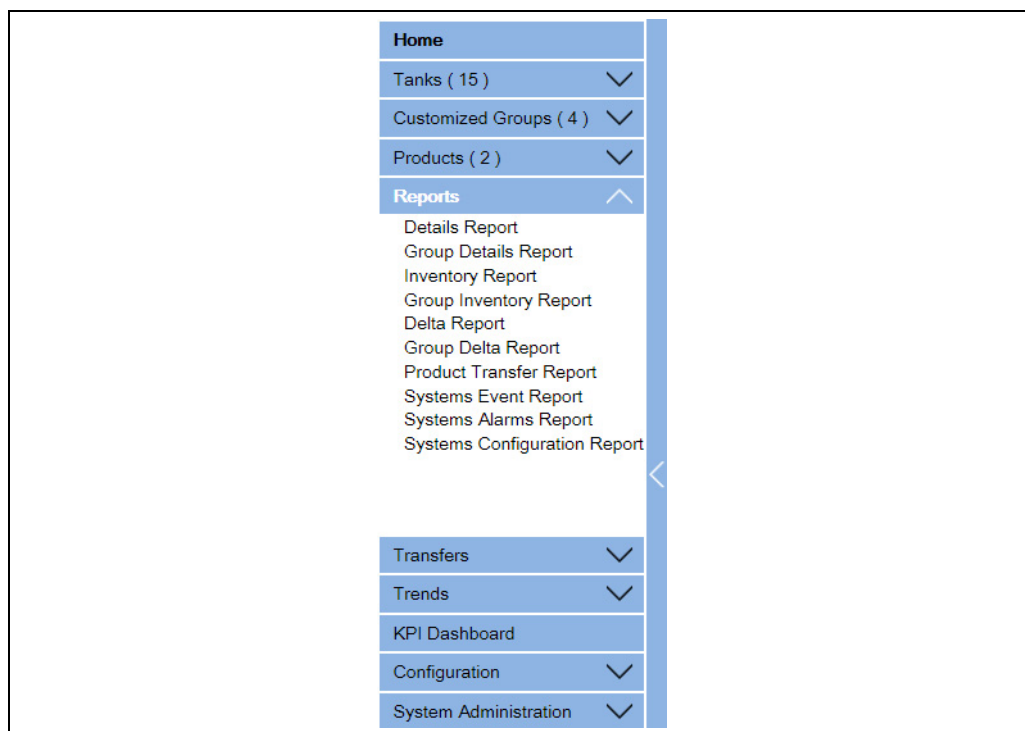 Home
Tanks ( 15 )
Customized Groups ( 4 )
Products ( 2 )
Reports
Details Report
Group Details Report
Inventory Report
Group Inventory Report
Delta Report
Group Delta Report
Product Transfer Report
Systems Event Report
Systems Alarms Report
Systems Configuration Report
Transfers
Trends
KPI Dashboard
Configuration
System Administration